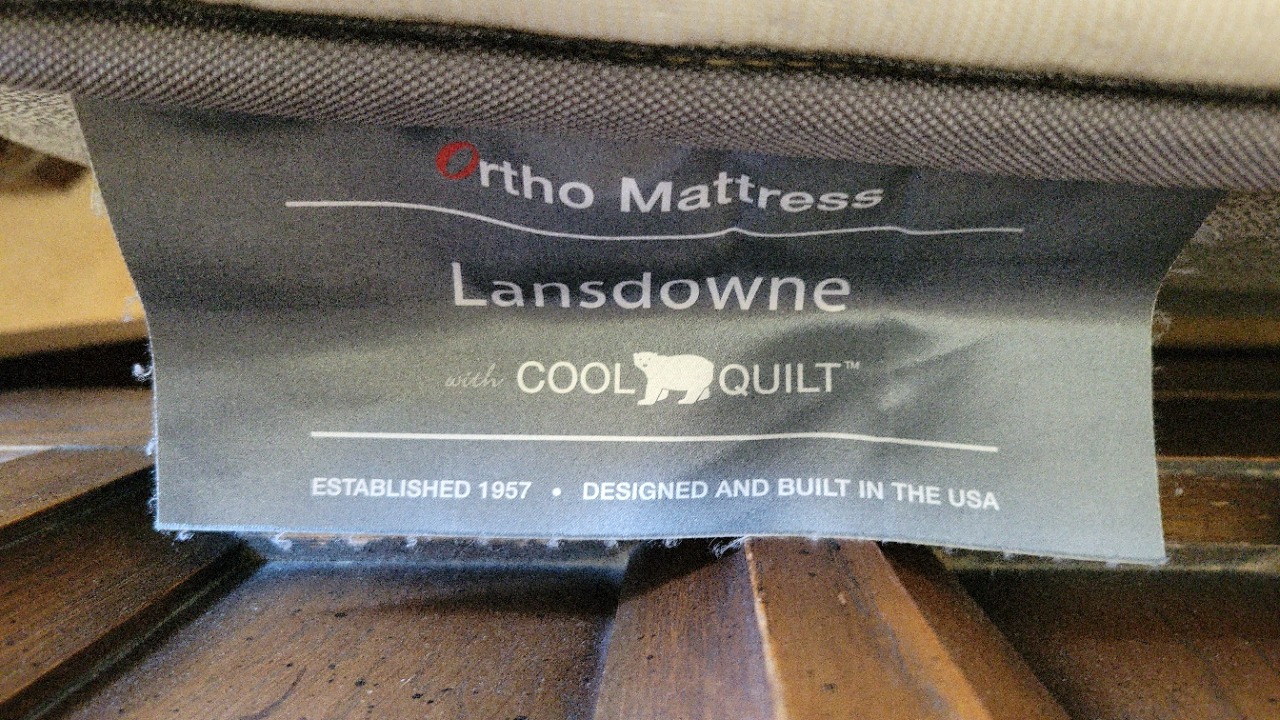 Ortho Mattress
Lansdowne
with COOL QUILT™
ESTABLISHED 1957 • DESIGNED AND BUILT IN THE USA